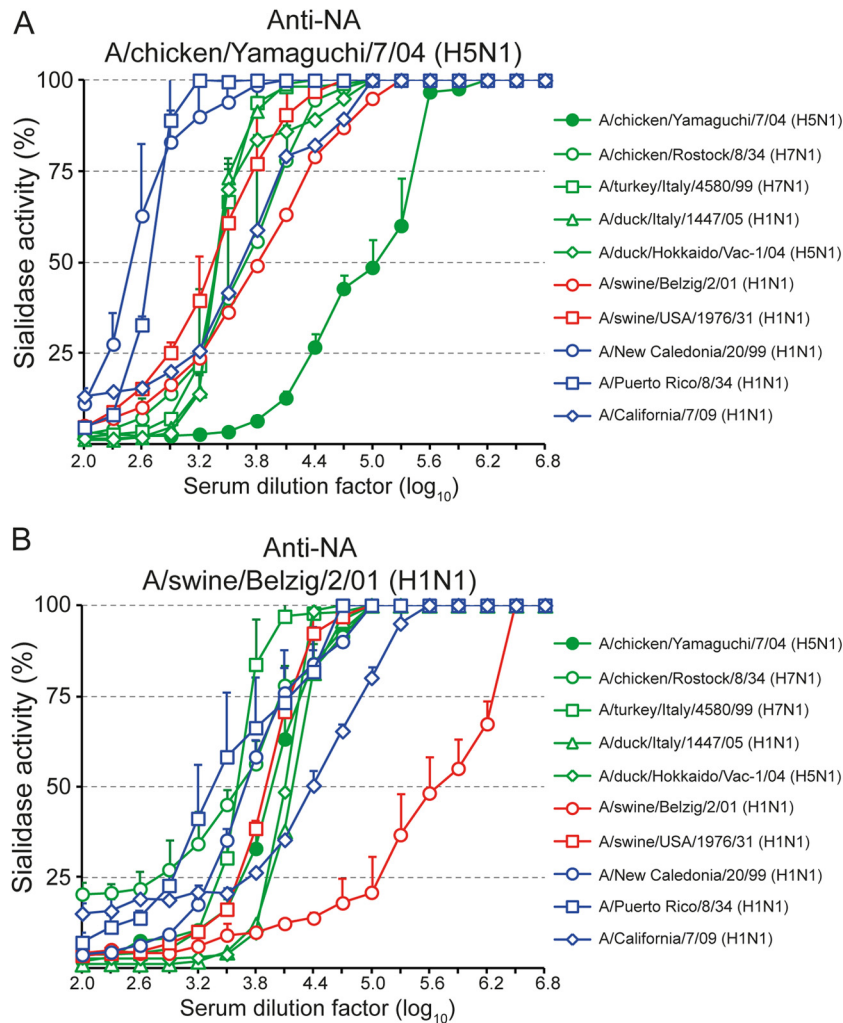 A
Anti-NA
A/chicken/Yamaguchi/7/04 (H5N1)
Sialidase activity (%)
100
75
50
25
2.0 2.6 3.2 3.8 4.4 5.0 5.6 6.2 6.8
Serum dilution factor (log10)
A/chicken/Yamaguchi/7/04 (H5N1)
A/chicken/Rostock/8/34 (H7N1)
A/turkey/Italy/4580/99 (H7N1)
A/duck/Italy/1447/05 (H1N1)
A/duck/Hokkaido/Vac-1/04 (H5N1)
A/swine/Belzig/2/01 (H1N1)
A/swine/USA/1976/31 (H1N1)
A/New Caledonia/20/99 (H1N1)
A/Puerto Rico/8/34 (H1N1)
A/California/7/09 (H1N1)
B
Anti-NA
A/swine/Belzig/2/01 (H1N1)
Sialidase activity (%)
100
75
50
25
2.0 2.6 3.2 3.8 4.4 5.0 5.6 6.2 6.8
Serum dilution factor (log10)
A/chicken/Yamaguchi/7/04 (H5N1)
A/chicken/Rostock/8/34 (H7N1)
A/turkey/Italy/4580/99 (H7N1)
A/duck/Italy/1447/05 (H1N1)
A/duck/Hokkaido/Vac-1/04 (H5N1)
A/swine/Belzig/2/01 (H1N1)
A/swine/USA/1976/31 (H1N1)
A/New Caledonia/20/99 (H1N1)
A/Puerto Rico/8/34 (H1N1)
A/California/7/09 (H1N1)